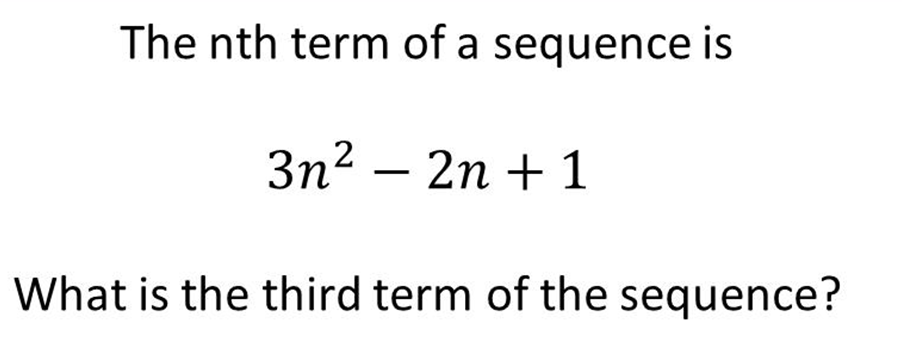 The nth term of a sequence is
3n² − 2n + 1
What is the third term of the sequence?